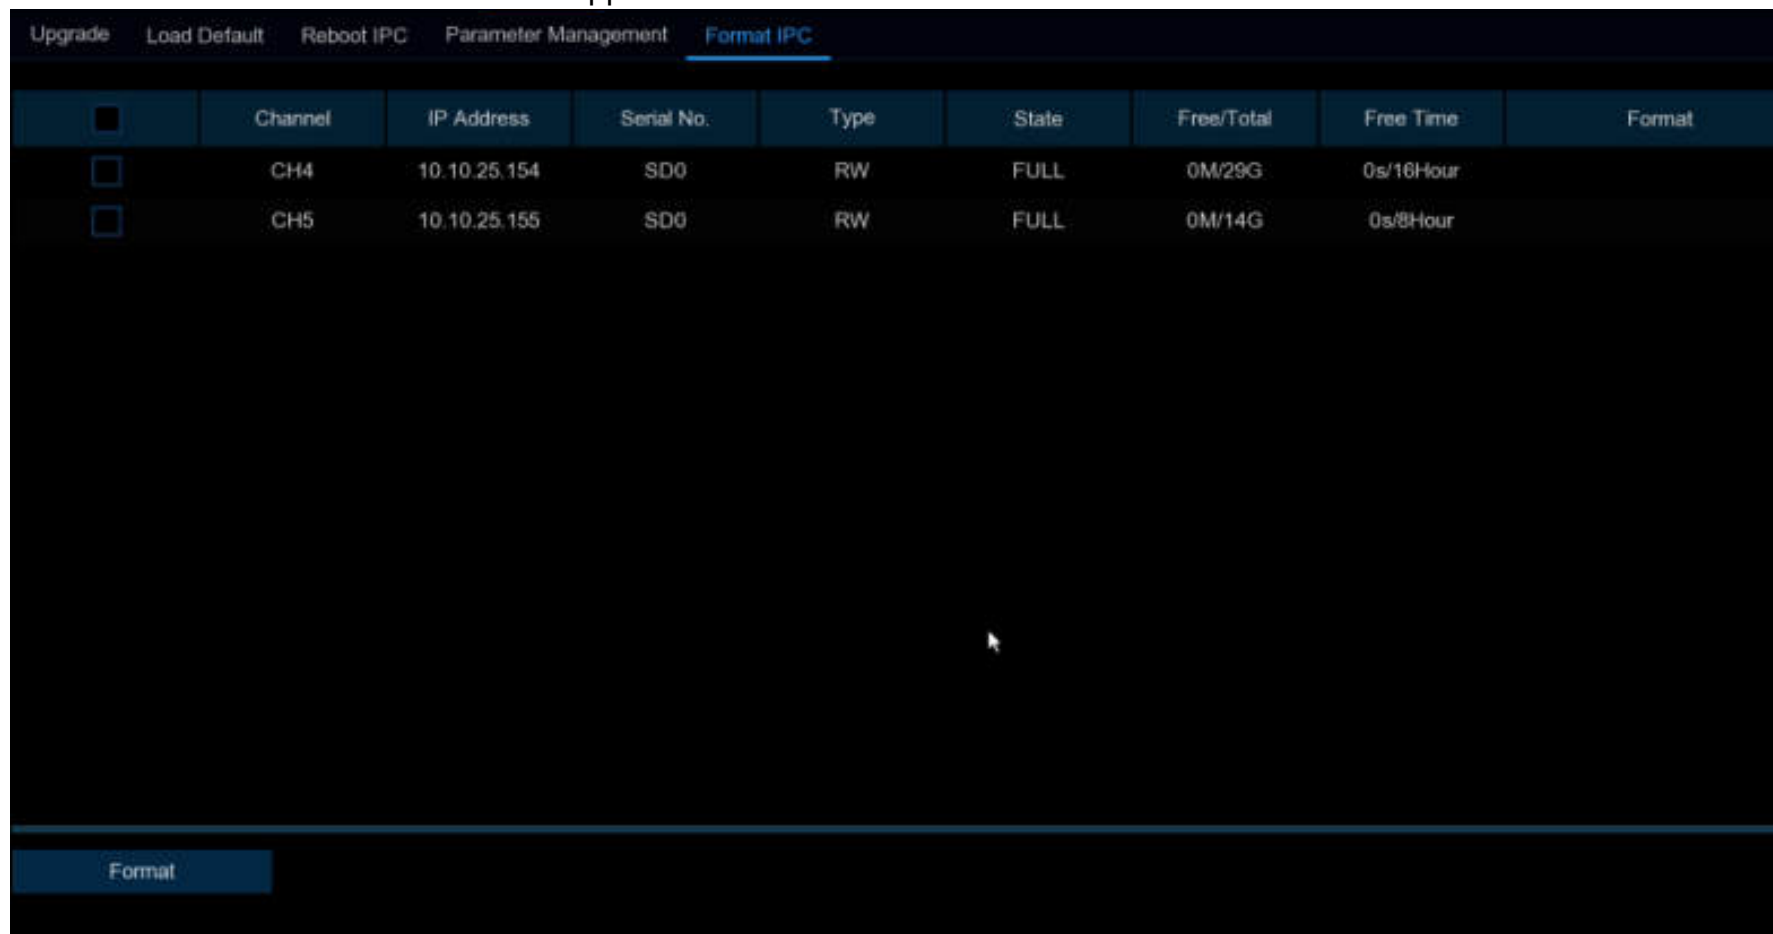 Upgrade Load Default Reboot IPC Parameter Management Format IPC
Channel IP Address Serial No. Type State Free/Total Free Time Format
CH4 10.10.25.154 SD0 RW FULL 0M/29G 0s/16Hour
CH5 10.10.25.155 SD0 RW FULL 0M/14G 0s/8Hour
Format